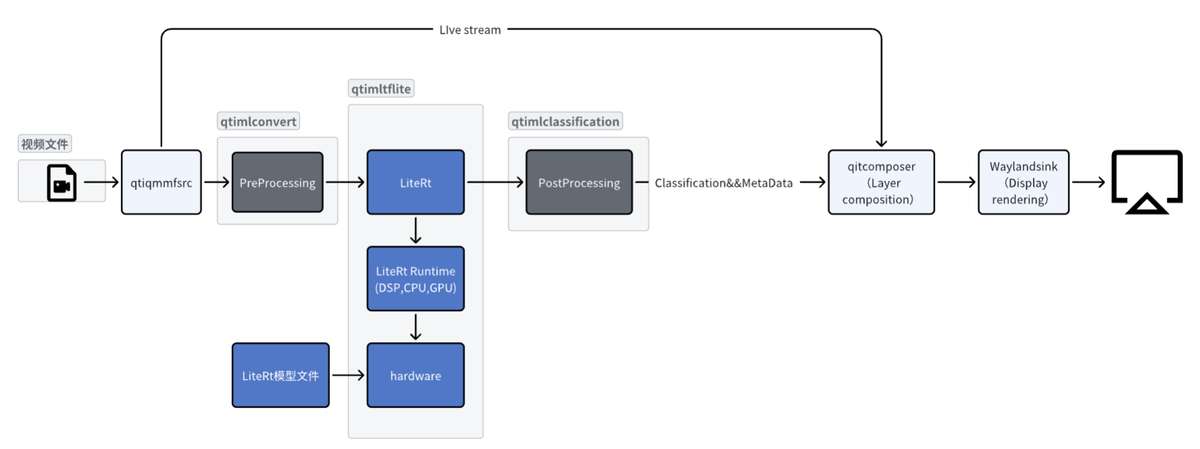 LIve stream
qtimltflite
qtimlconvert
qtimlclassification
视频文件
qtiqmmfsrc
PreProcessing
LiteRt
PostProcessing
Classification&&MetaData
qitcomposer
（Layer
composition）
Waylandsink
（Display
rendering）
LiteRt Runtime
(DSP,CPU,GPU)
LiteRt模型文件
hardware